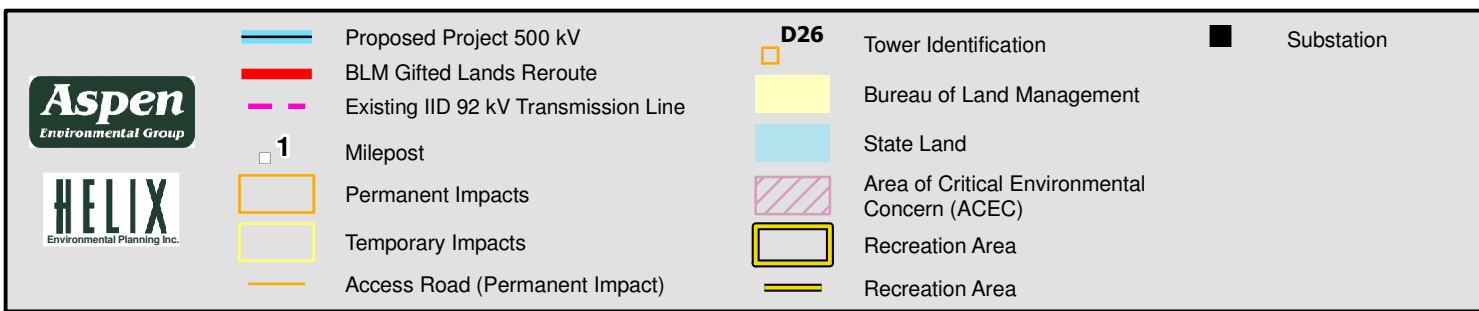 Aspen
Environmental Group
HELIX
Environmental Planning Inc.
Proposed Project 500 kV
BLM Gifted Lands Reroute
Existing IID 92 kV Transmission Line
1
Milepost
Permanent Impacts
Temporary Impacts
Access Road (Permanent Impact)
D26
Tower Identification
Bureau of Land Management
State Land
Area of Critical Environmental
Concern (ACEC)
Recreation Area
Recreation Area
Substation